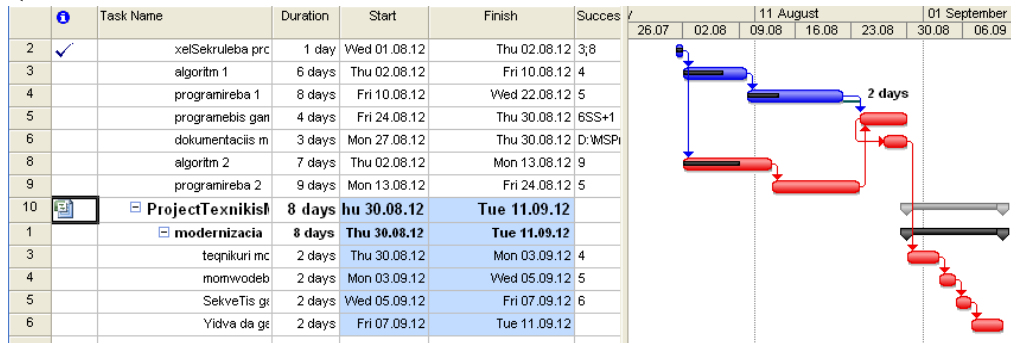 Task Name Duration Start Finish Succes 11 August 01 September
26.07 02.08 09.08 16.08 23.08 30.08 06.09
2 xelSekruleba prc 1 day Wed 01.08.12 Thu 02.08.12 3;8
3 algoritm 1 6 days Thu 02.08.12 Fri 10.08.12 4
4 programireba 1 8 days Fri 10.08.12 Wed 22.08.12 5 2 days
5 programebis gan 4 days Fri 24.08.12 Thu 30.08.12 6SS+1
6 dokumentaciis m 3 days Mon 27.08.12 Thu 30.08.12 D:\MSPr
8 algoritm 2 7 days Thu 02.08.12 Mon 13.08.12 9
9 programireba 2 9 days Mon 13.08.12 Fri 24.08.12 5
10 ProjectTexnikisM 8 days hu 30.08.12 Tue 11.09.12
1 modernizacia 8 days Thu 30.08.12 Tue 11.09.12
3 teqnikuri mc 2 days Thu 30.08.12 Mon 03.09.12 4
4 momwodeb 2 days Mon 03.09.12 Wed 05.09.12 5
5 SekveTis ga 2 days Wed 05.09.12 Fri 07.09.12 6
6 Yidva da ga 2 days Fri 07.09.12 Tue 11.09.12